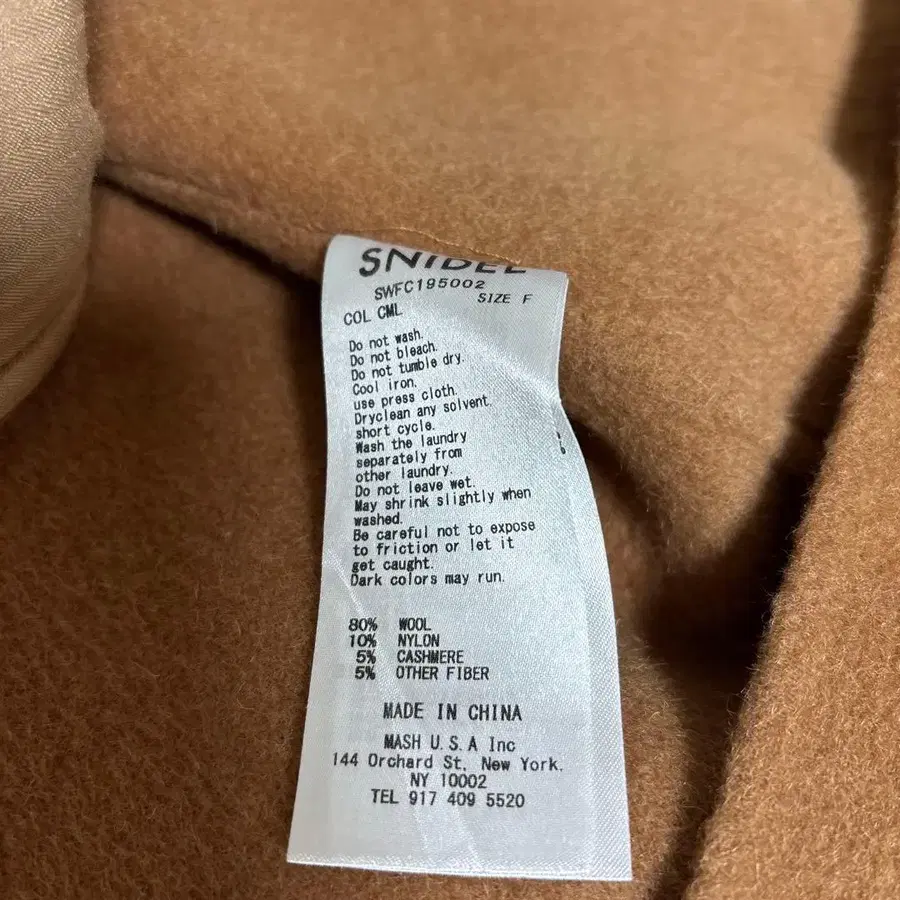 SNIDEL
SWFC195002
SIZE F
COL CML
Do not wash.
Do not bleach.
Do not tumble dry.
Cool iron.
use press cloth.
Dryclean any solvent.
short cycle.
Wash the laundry
separately from
other laundry.
Do not leave wet.
May shrink slightly when
washed.
Be careful not to expose
to friction or let it
get caught.
Dark colors may run.
80% WOOL
10% NYLON
5% CASHMERE
5% OTHER FIBER
MADE IN CHINA
MASH U.S.A Inc
144 Orchard St, New York.
NY 10002
TEL 917 409 5520